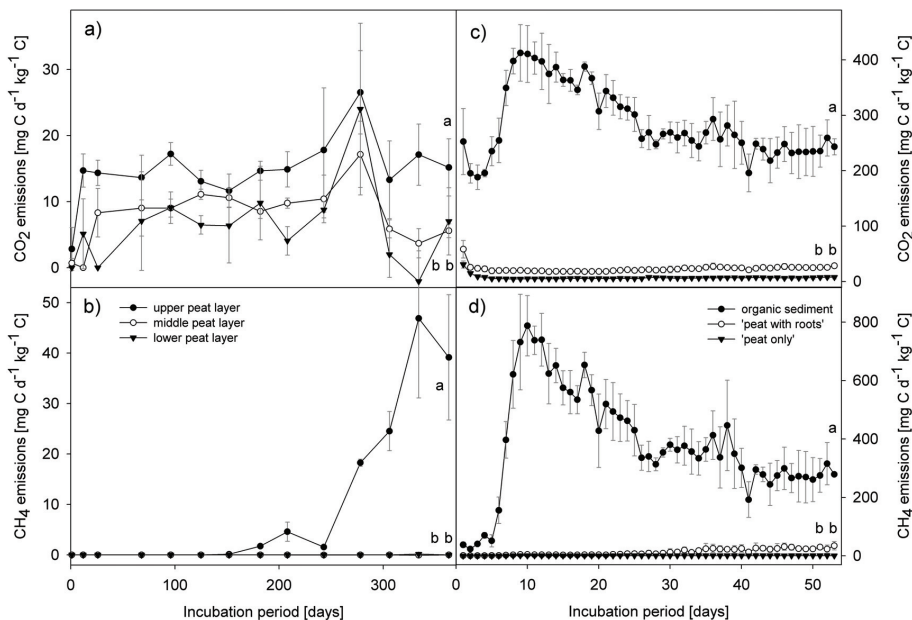 a)
CO2 emissions [mg C d-1 kg-1 C]
30
20
10
0
a
b b
c)
CO2 emissions [mg C d-1 kg-1 C]
400
300
200
100
0
a
b b
b)
upper peat layer
middle peat layer
lower peat layer
CH4 emissions [mg C d-1 kg-1 C]
50
40
30
20
10
0
a
b b
0 100 200 300
Incubation period [days]
d)
organic sediment
'peat with roots'
'peat only'
CH4 emissions [mg C d-1 kg-1 C]
800
600
400
200
0
a
b b
0 10 20 30 40 50
Incubation period [days]